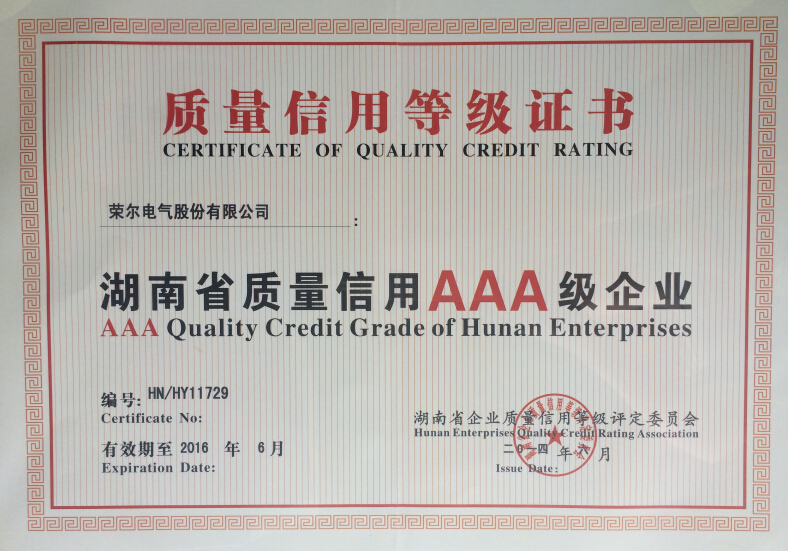 质量信用等级证书
CERTIFICATE OF QUALITY CREDIT RATING
荣尔电气股份有限公司 :
湖南省质量信用AAA级企业
AAA Quality Credit Grade of Hunan Enterprises
编号: HN/HY11729
Certificate No:
有效期至 2016 年 6 月
Expiration Date:
湖南省企业质量信用等级评定委员会
Hunan Enterprises Quality Credit Rating Association
二0一四 年 六 月
Issue Date: